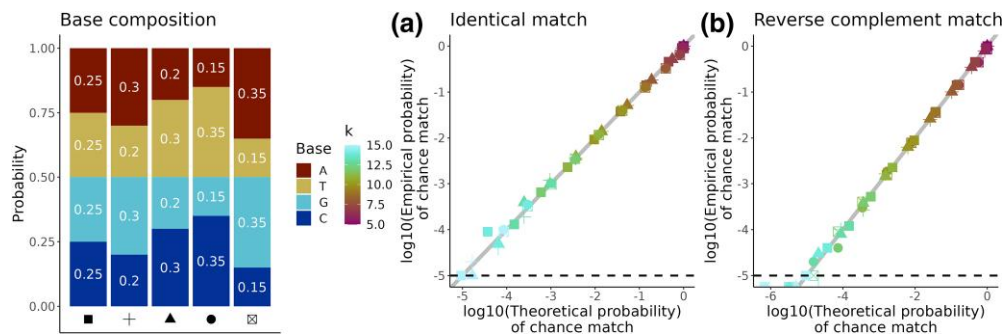 Base composition
Probability
1.00
0.75
0.50
0.25
0.00
0.25
0.25
0.25
0.25
0.3
0.2
0.3
0.2
0.2
0.3
0.2
0.3
0.15
0.35
0.15
0.35
0.35
0.15
0.35
0.15
Base
A
T
G
C
k
15.0
12.5
10.0
7.5
5.0
(a) Identical match
log10(Empirical probability)
of chance match
0
-1
-2
-3
-4
-5
-5 -4 -3 -2 -1 0
log10(Theoretical probability)
of chance match
(b) Reverse complement match
log10(Empirical probability)
of chance match
0
-1
-2
-3
-4
-5
-6 -4 -2 0
log10(Theoretical probability)
of chance match